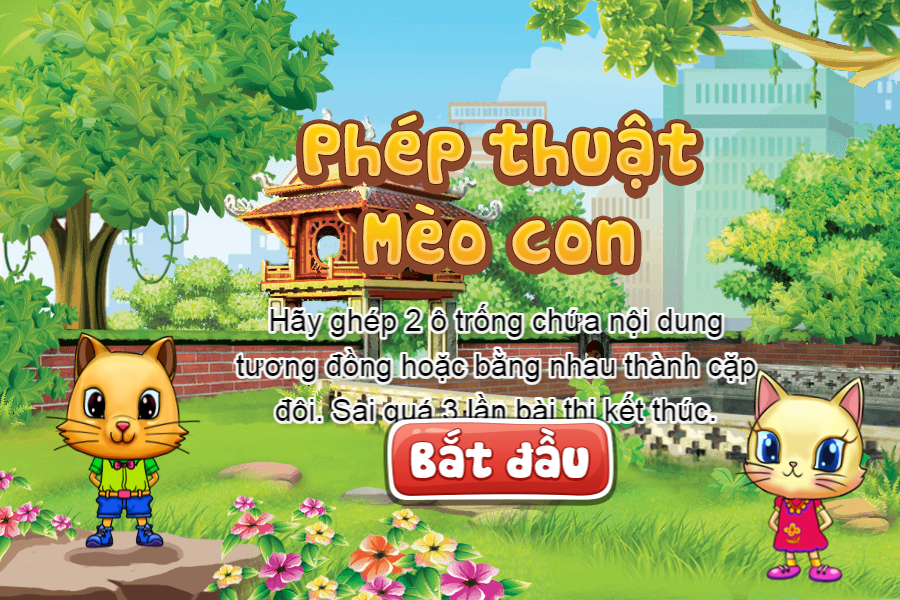 Phép thuật
Mèo con
Hãy ghép 2 ô trống chứa nội dung
tương đồng hoặc bằng nhau thành cặp
đôi. Sai quá 3 lần bài thi kết thúc.
Bắt đầu